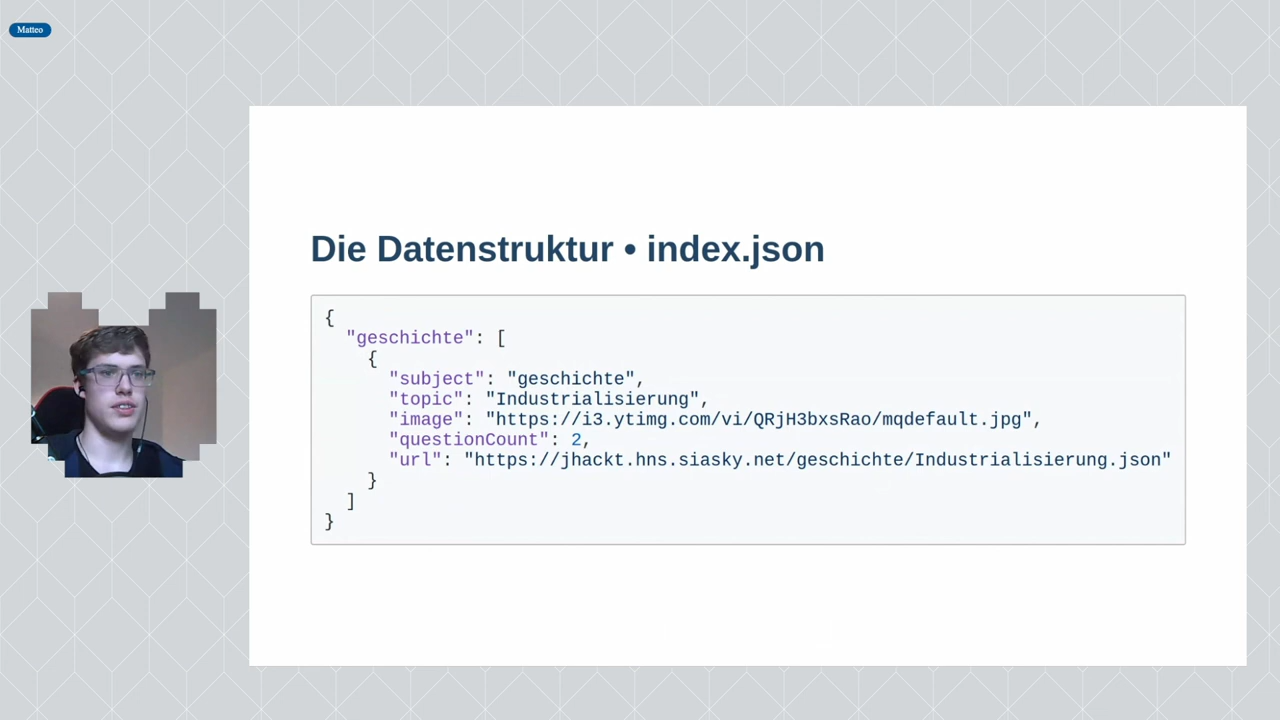 Matteo
Die Datenstruktur • index.json
{
  "geschichte": [
    {
      "subject": "geschichte",
      "topic": "Industrialisierung",
      "image": "https://i3.ytimg.com/vi/QRjH3bxsRao/mqdefault.jpg",
      "questionCount": 2,
      "url": "https://jhackt.hns.siasky.net/geschichte/Industrialisierung.json"
    }
  ]
}